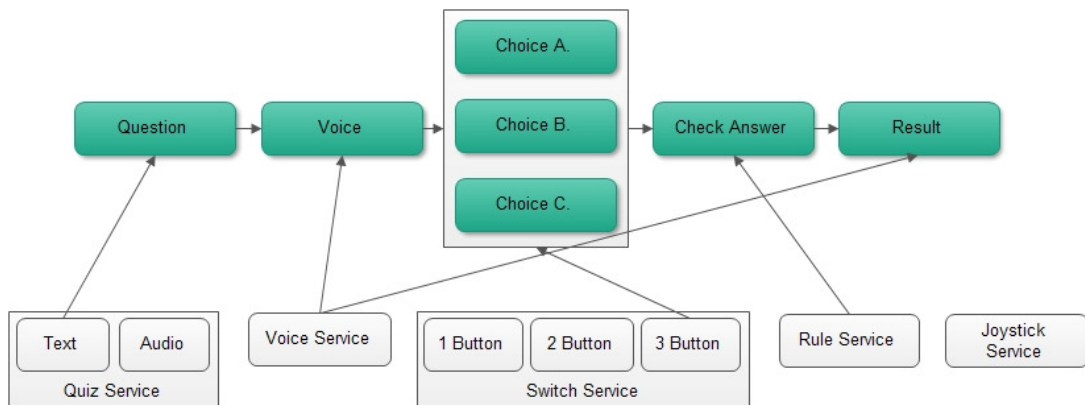 Choice A.
Question
Voice
Choice B.
Check Answer
Result
Choice C.
Text
Audio
Quiz Service
Voice Service
1 Button
2 Button
3 Button
Switch Service
Rule Service
Joystick
Service